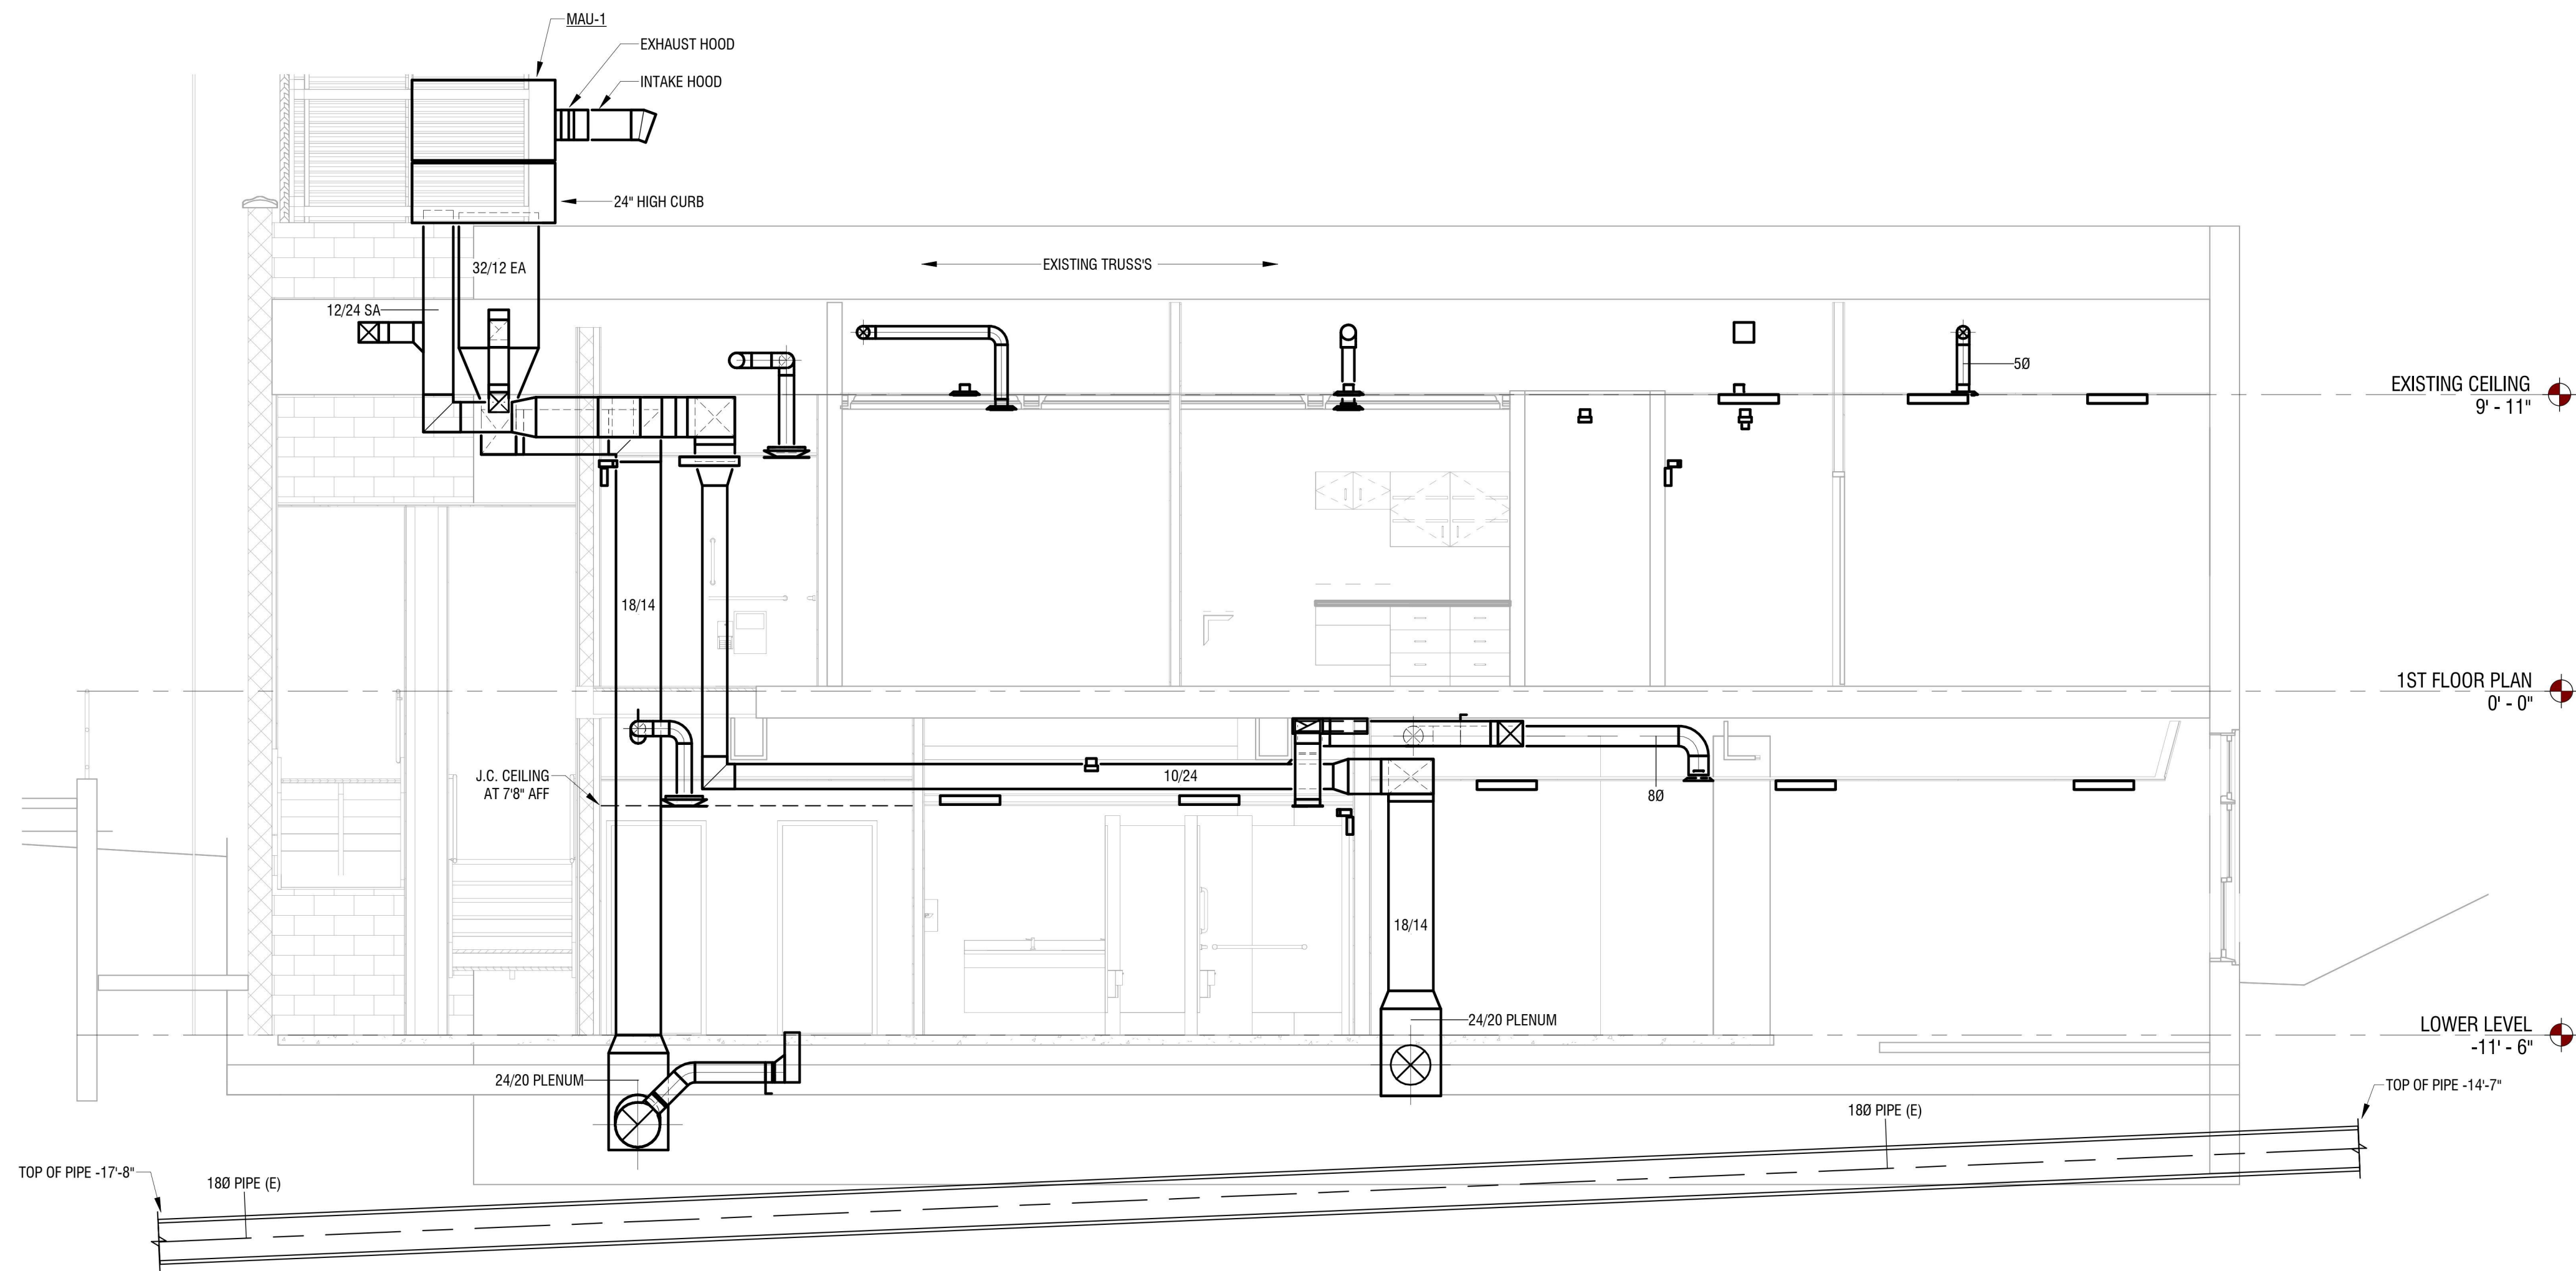 MAU-1
EXHAUST HOOD
INTAKE HOOD
24" HIGH CURB
32/12 EA
EXISTING TRUSS'S
12/24 SA
5Ø
EXISTING CEILING
9' - 11"
18/14
1ST FLOOR PLAN
0' - 0"
J.C. CEILING
AT 7'8" AFF
10/24
8Ø
18/14
24/20 PLENUM
LOWER LEVEL
-11' - 6"
24/20 PLENUM
TOP OF PIPE -14'-7"
18Ø PIPE (E)
TOP OF PIPE -17'-8"
18Ø PIPE (E)